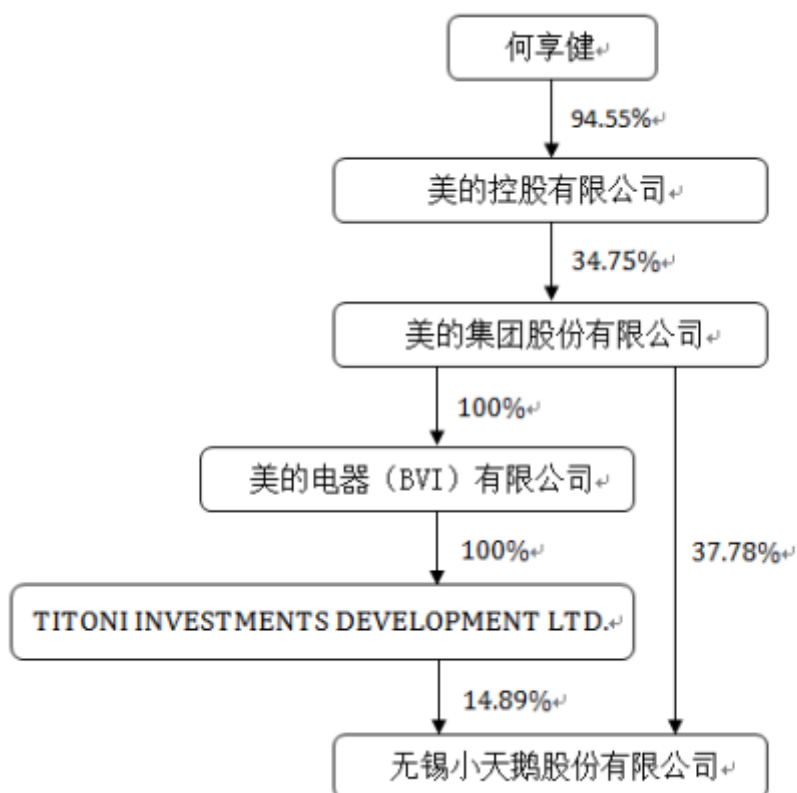 何享健↵
94.55%↵
美的控股有限公司↵
34.75%↵
美的集团股份有限公司↵
100%↵
美的电器（BVI）有限公司↵
100%↵
37.78%↵
TITONI INVESTMENTS DEVELOPMENT LTD.↵
14.89%↵
无锡小天鹅股份有限公司↵